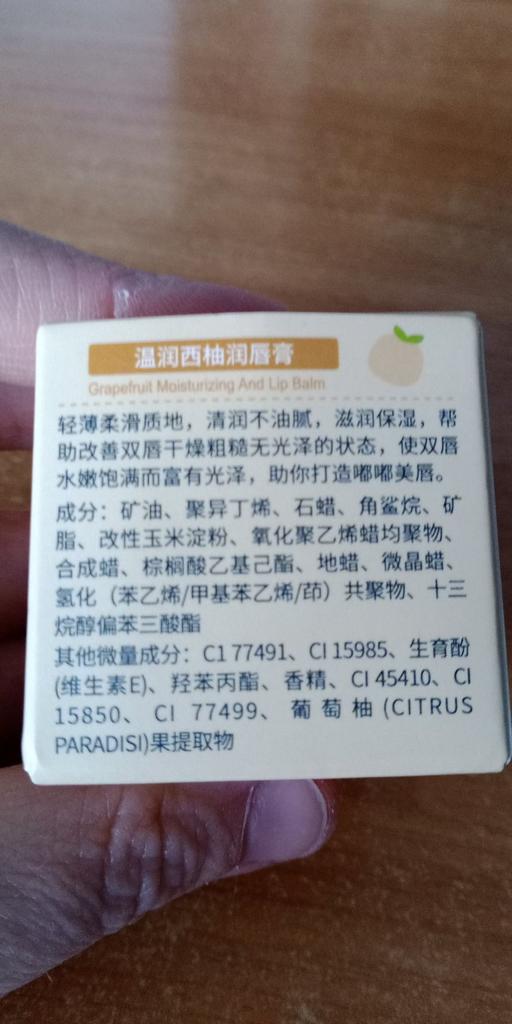 温润西柚润唇膏
Grapefruit Moisturizing And Lip Balm
轻薄柔滑质地，清润不油腻，滋润保湿，帮
助改善双唇干燥粗糙无光泽的状态，使双唇
水嫩饱满而富有光泽，助你打造嘟嘟美唇。
成分：矿油、聚异丁烯、石蜡、角鲨烷、矿
脂、改性玉米淀粉、氧化聚乙烯蜡均聚物、
合成蜡、棕榈酸乙基己酯、地蜡、微晶蜡、
氢化（苯乙烯/甲基苯乙烯/茚）共聚物、十三
烷醇偏苯三酸酯
其他微量成分：C1 77491、CI 15985、生育酚
(维生素E)、羟苯丙酯、香精、CI 45410、CI
15850、 CI 77499、 葡萄柚(CITRUS
PARADISI)果提取物